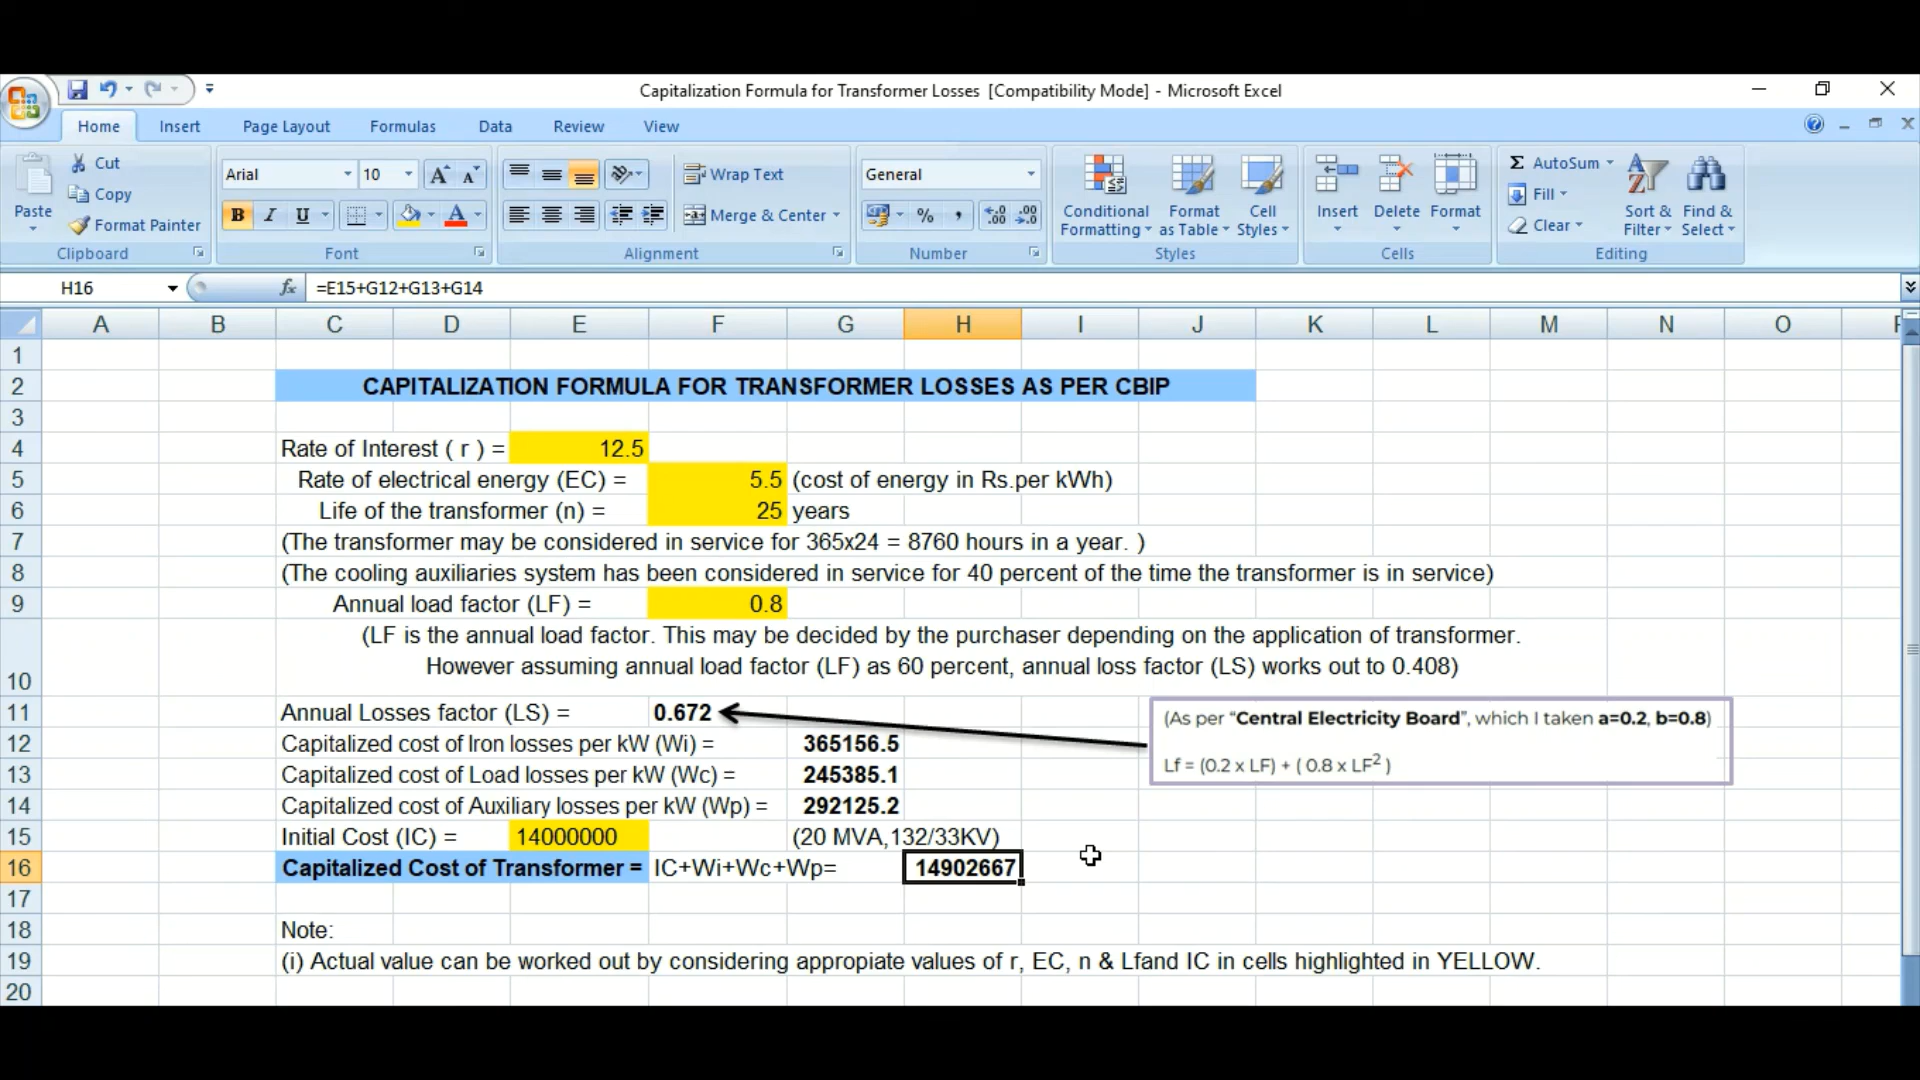 Capitalization Formula for Transformer Losses [Compatibility Mode] - Microsoft Excel
Home Insert Page Layout Formulas Data Review View
Paste
Cut
Copy
Format Painter
Clipboard
Arial 10
B I U
Font
Wrap Text
Merge & Center
Alignment
General
% ,
Number
Conditional Formatting
Format as Table
Cell Styles
Styles
Insert Delete Format
Cells
Σ AutoSum
Fill
Clear
Sort & Filter
Find & Select
Editing
H16 fx =E15+G12+G13+G14
A B C D E F G H I J K L M N O
1
2 CAPITALIZATION FORMULA FOR TRANSFORMER LOSSES AS PER CBIP
3
4 Rate of Interest ( r ) = 12.5
5 Rate of electrical energy (EC) = 5.5 (cost of energy in Rs.per kWh)
6 Life of the transformer (n) = 25 years
7 (The transformer may be considered in service for 365x24 = 8760 hours in a year. )
8 (The cooling auxiliaries system has been considered in service for 40 percent of the time the transformer is in service)
9 Annual load factor (LF) = 0.8
(LF is the annual load factor. This may be decided by the purchaser depending on the application of transformer.
However assuming annual load factor (LF) as 60 percent, annual loss factor (LS) works out to 0.408)
10
11 Annual Losses factor (LS) = 0.672
(As per “Central Electricity Board”, which I taken a=0.2, b=0.8)
12 Capitalized cost of Iron losses per kW (Wi) = 365156.5
Lf = (0.2 x LF) + ( 0.8 x LF² )
13 Capitalized cost of Load losses per kW (Wc) = 245385.1
14 Capitalized cost of Auxiliary losses per kW (Wp) = 292125.2
15 Initial Cost (IC) = 14000000 (20 MVA,132/33KV)
16 Capitalized Cost of Transformer = IC+Wi+Wc+Wp= 14902667
17
18 Note:
19 (i) Actual value can be worked out by considering appropiate values of r, EC, n & Lfand IC in cells highlighted in YELLOW.
20